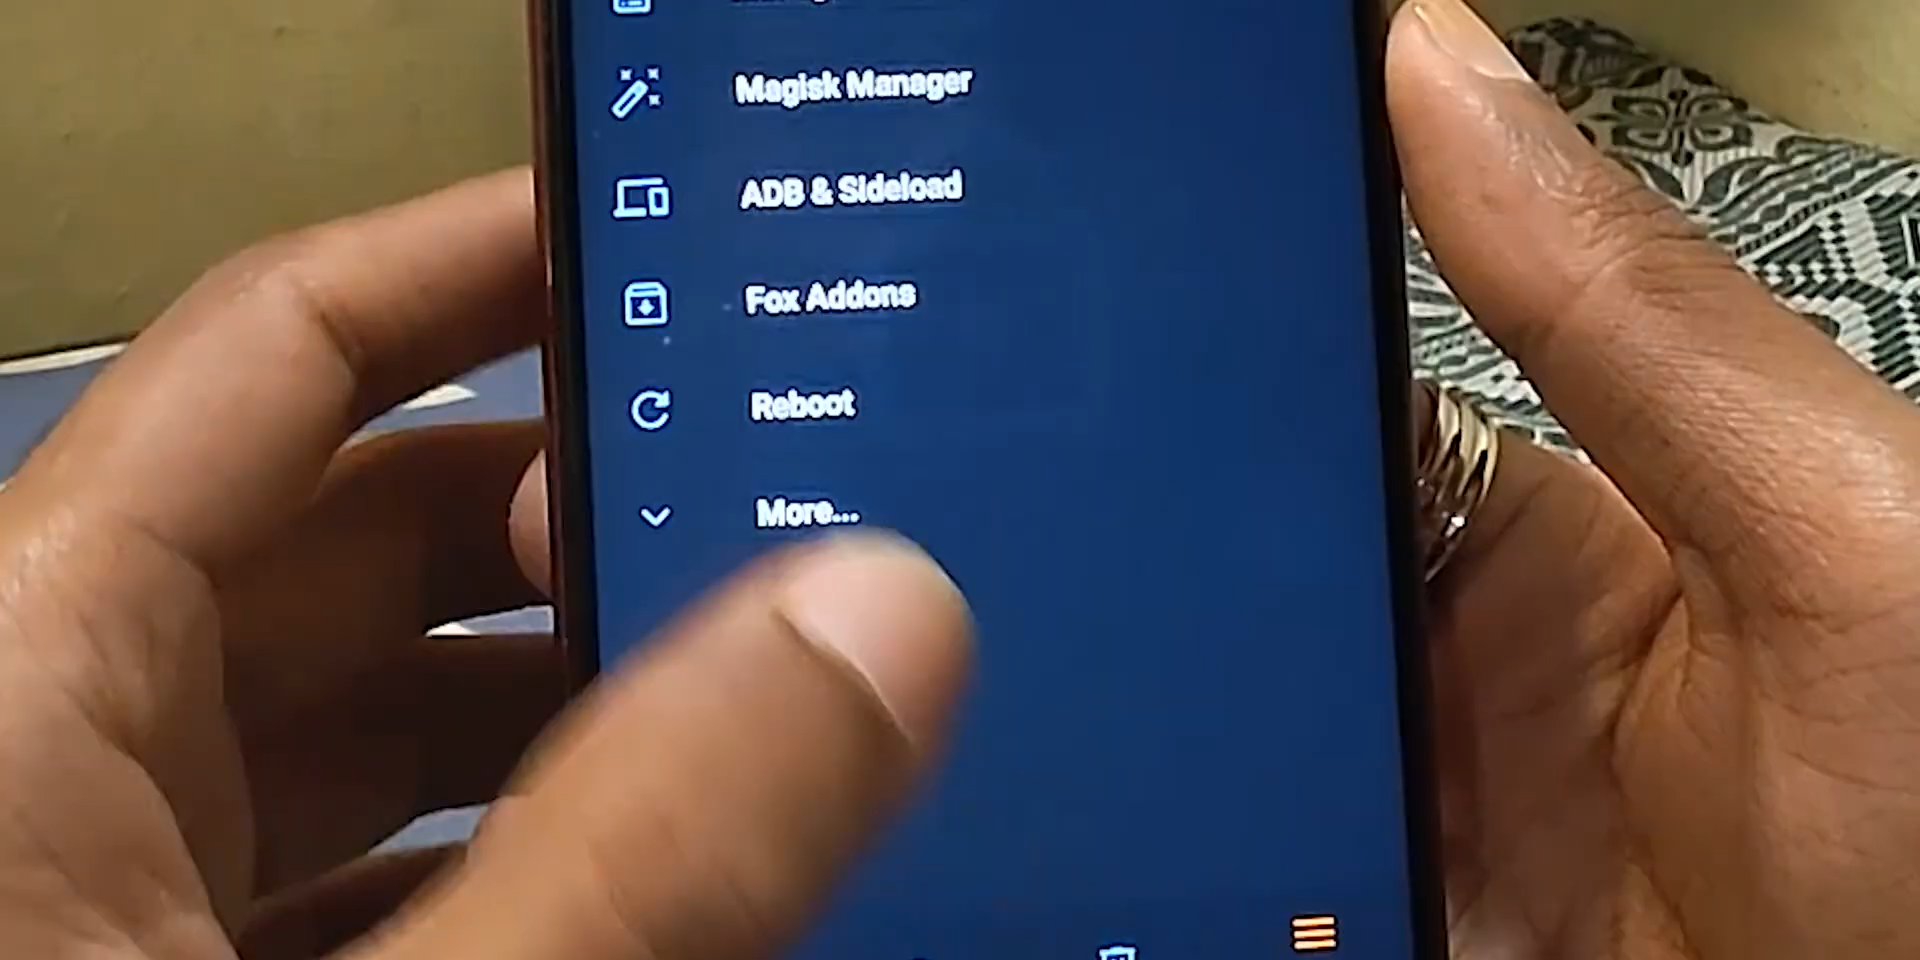 Magisk Manager
ADB & Sideload
Fox Addons
Reboot
More...